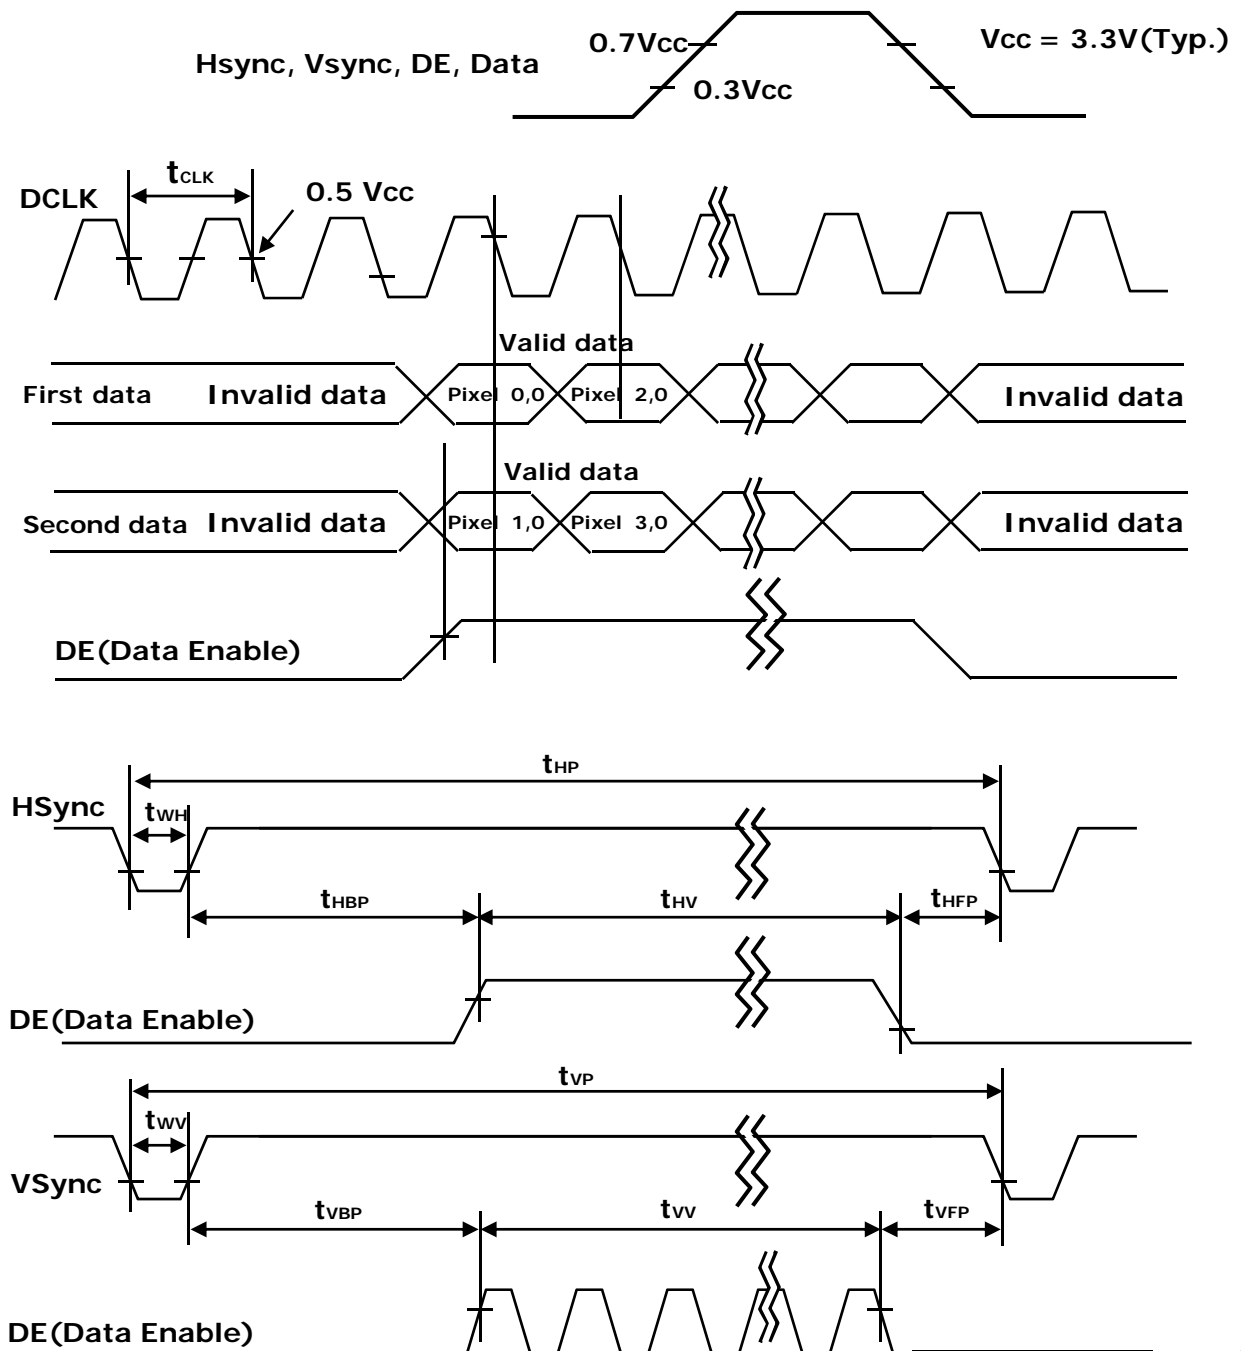 Hsync, Vsync, DE, Data
0.7Vcc
0.3Vcc
Vcc = 3.3V(Typ.)
tCLK
DCLK
0.5 Vcc
Valid data
First data
Invalid data
Pixel 0,0
Pixel 2,0
Invalid data
Valid data
Second data
Invalid data
Pixel 1,0
Pixel 3,0
Invalid data
DE(Data Enable)
tHP
HSync
tWH
tHBP
tHV
tHFP
DE(Data Enable)
tVP
tWV
VSync
tVBP
tVV
tVFP
DE(Data Enable)